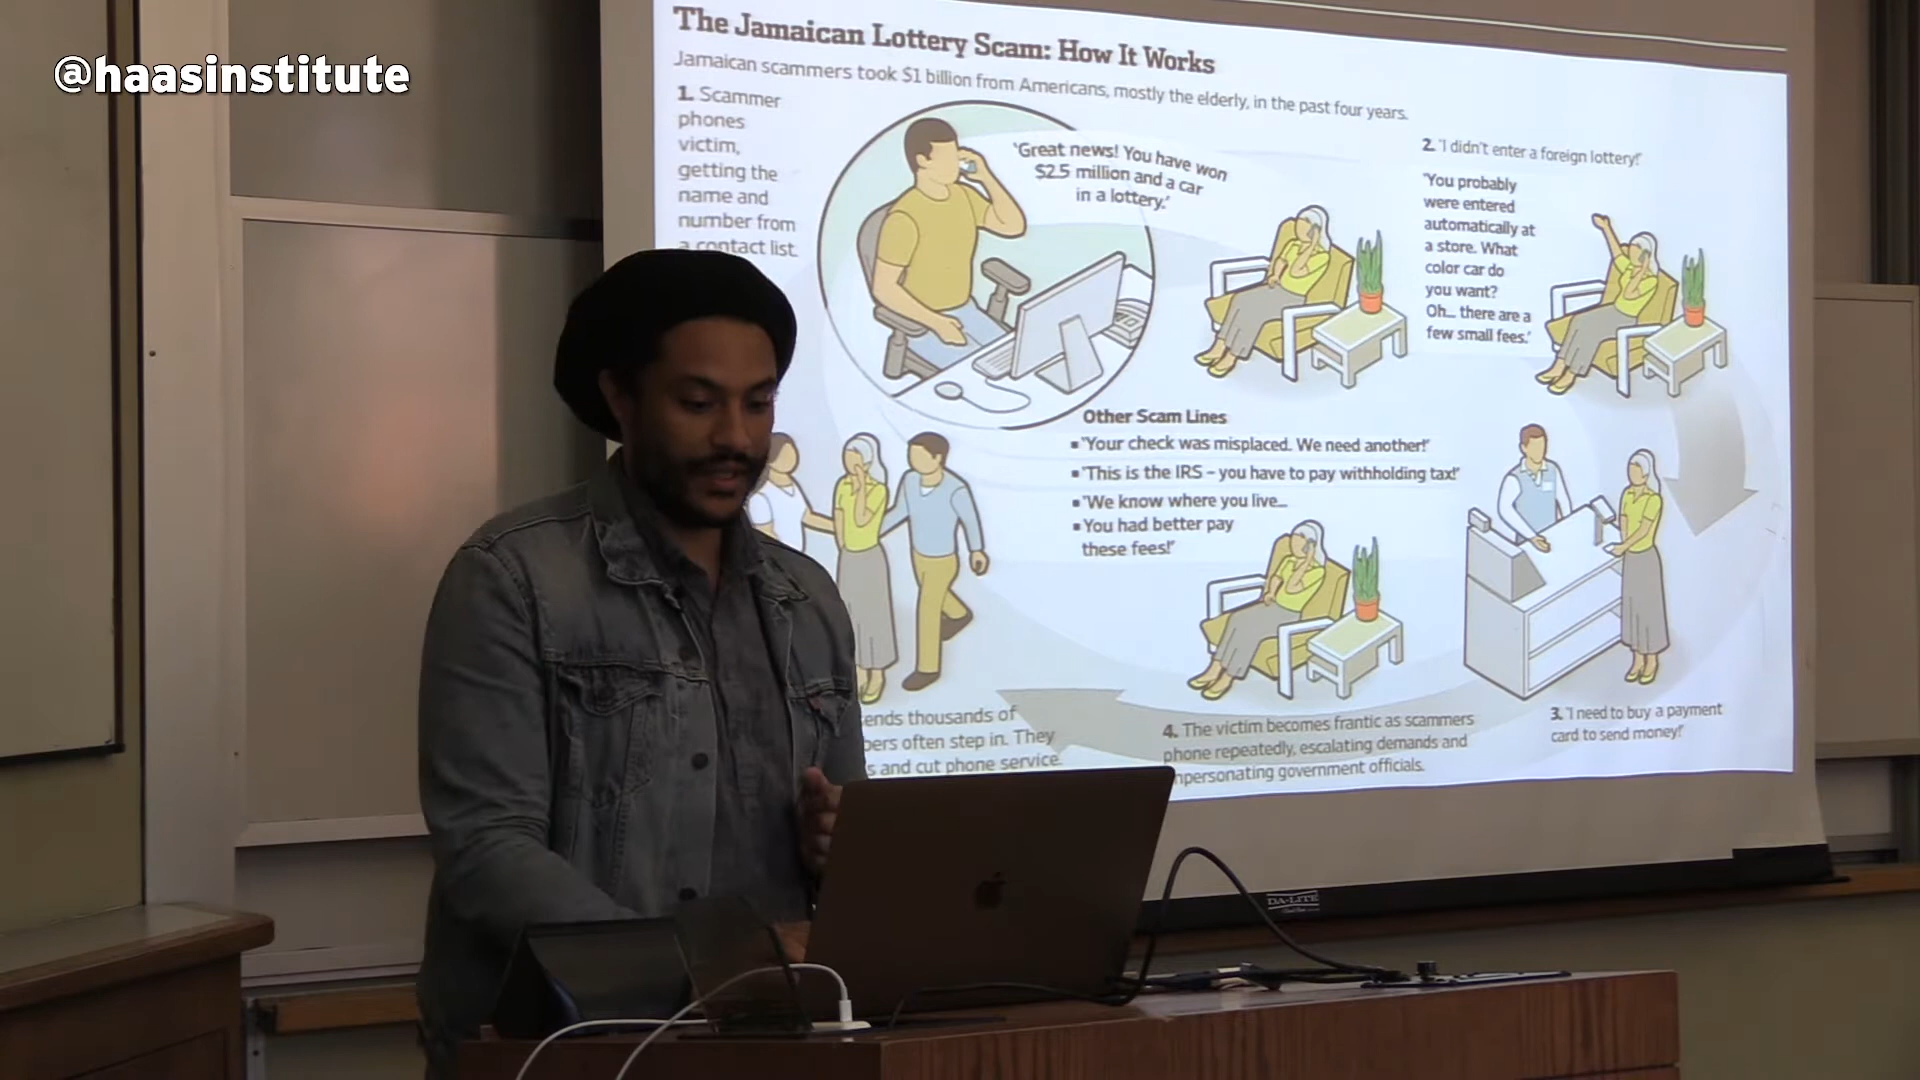 @haasinstitute
The Jamaican Lottery Scam: How It Works
Jamaican scammers took $1 billion from Americans, mostly the elderly, in the past four years.
1. Scammer
phones
victim,
getting the
name and
number from
a contact list.
'Great news! You have won
$2.5 million and a car
in a lottery.'
2. 'I didn't enter a foreign lottery!'
'You probably
were entered
automatically at
a store. What
color car do
you want?
Oh... there are a
few small fees.'
Other Scam Lines
▪ 'Your check was misplaced. We need another!'
▪ 'This is the IRS – you have to pay withholding tax!'
▪ 'We know where you live...
▪ You had better pay
these fees!'
3. 'I need to buy a payment
card to send money!'
4. The victim becomes frantic as scammers
phone repeatedly, escalating demands and
mpersonating government officials.
ends thousands of
bers often step in. They
s and cut phone service.
DA-LITE